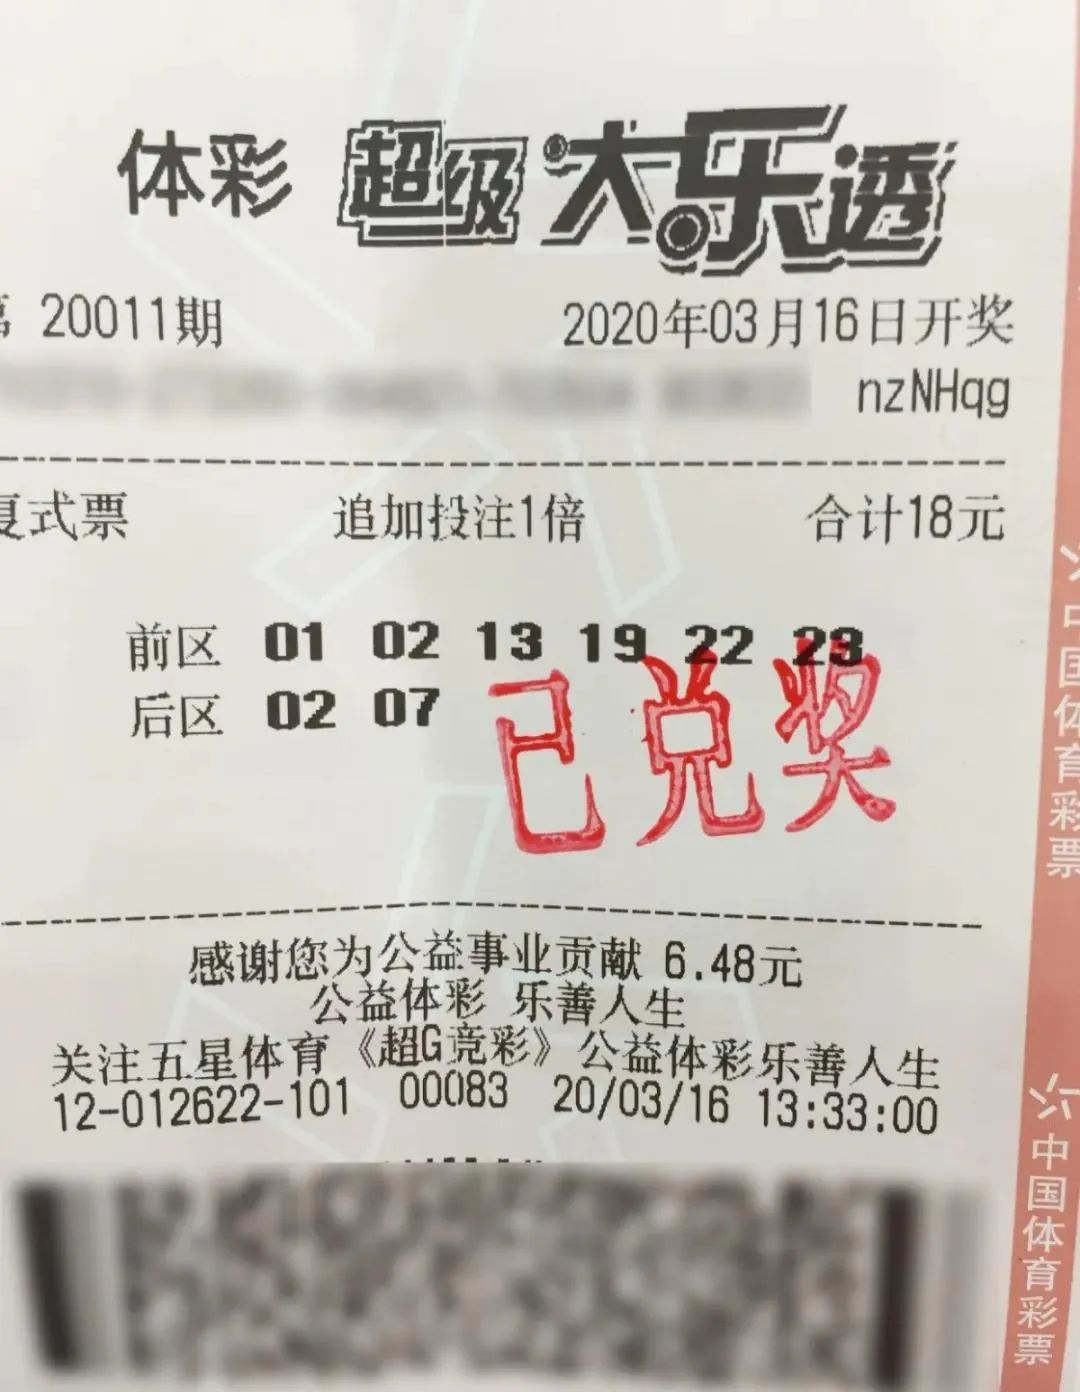 体彩 超级大乐透
第 20011期 2020年03月16日开奖
nzNHqg
复式票 追加投注1倍 合计18元
前区 01 02 13 19 22 23
后区 02 07
已兑奖
感谢您为公益事业贡献 6.48元
公益体彩 乐善人生
关注五星体育《超G竞彩》公益体彩乐善人生
12-012622-101 00083 20/03/16 13:33:00
中国体育彩票
中国体育彩票